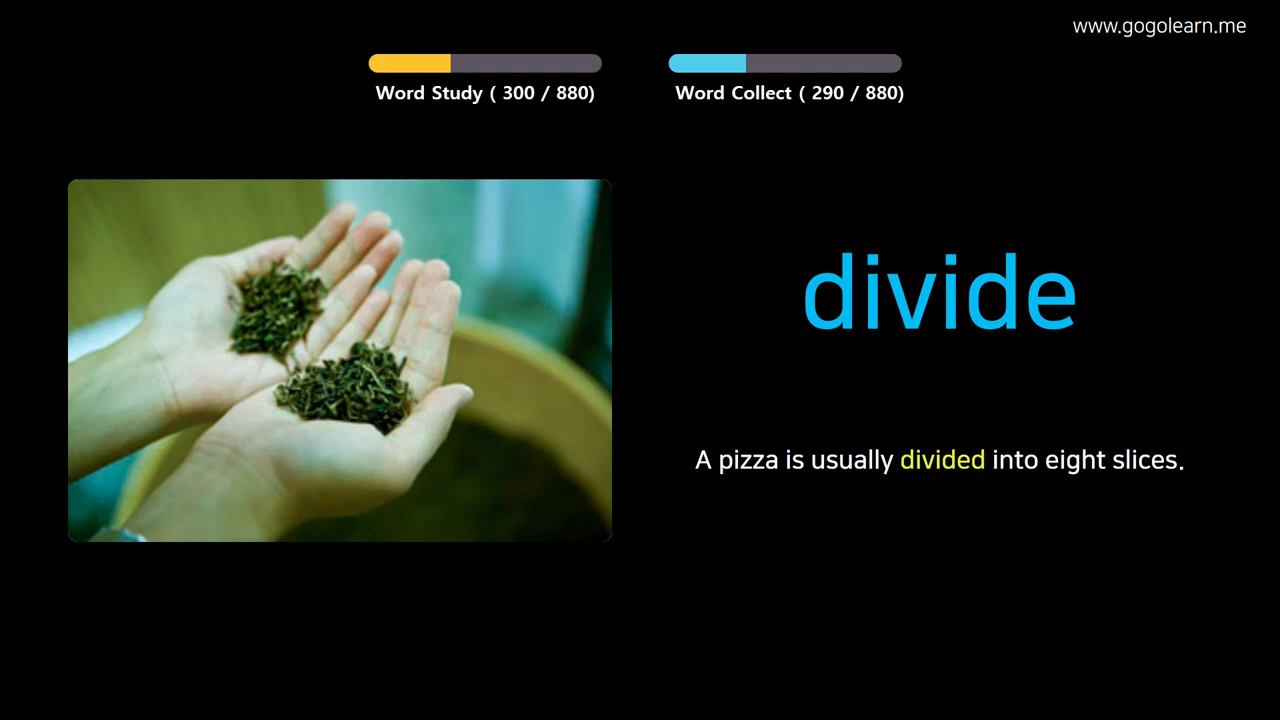 www.gogolearn.me
Word Study ( 300 / 880)
Word Collect ( 290 / 880)
divide
A pizza is usually divided into eight slices.